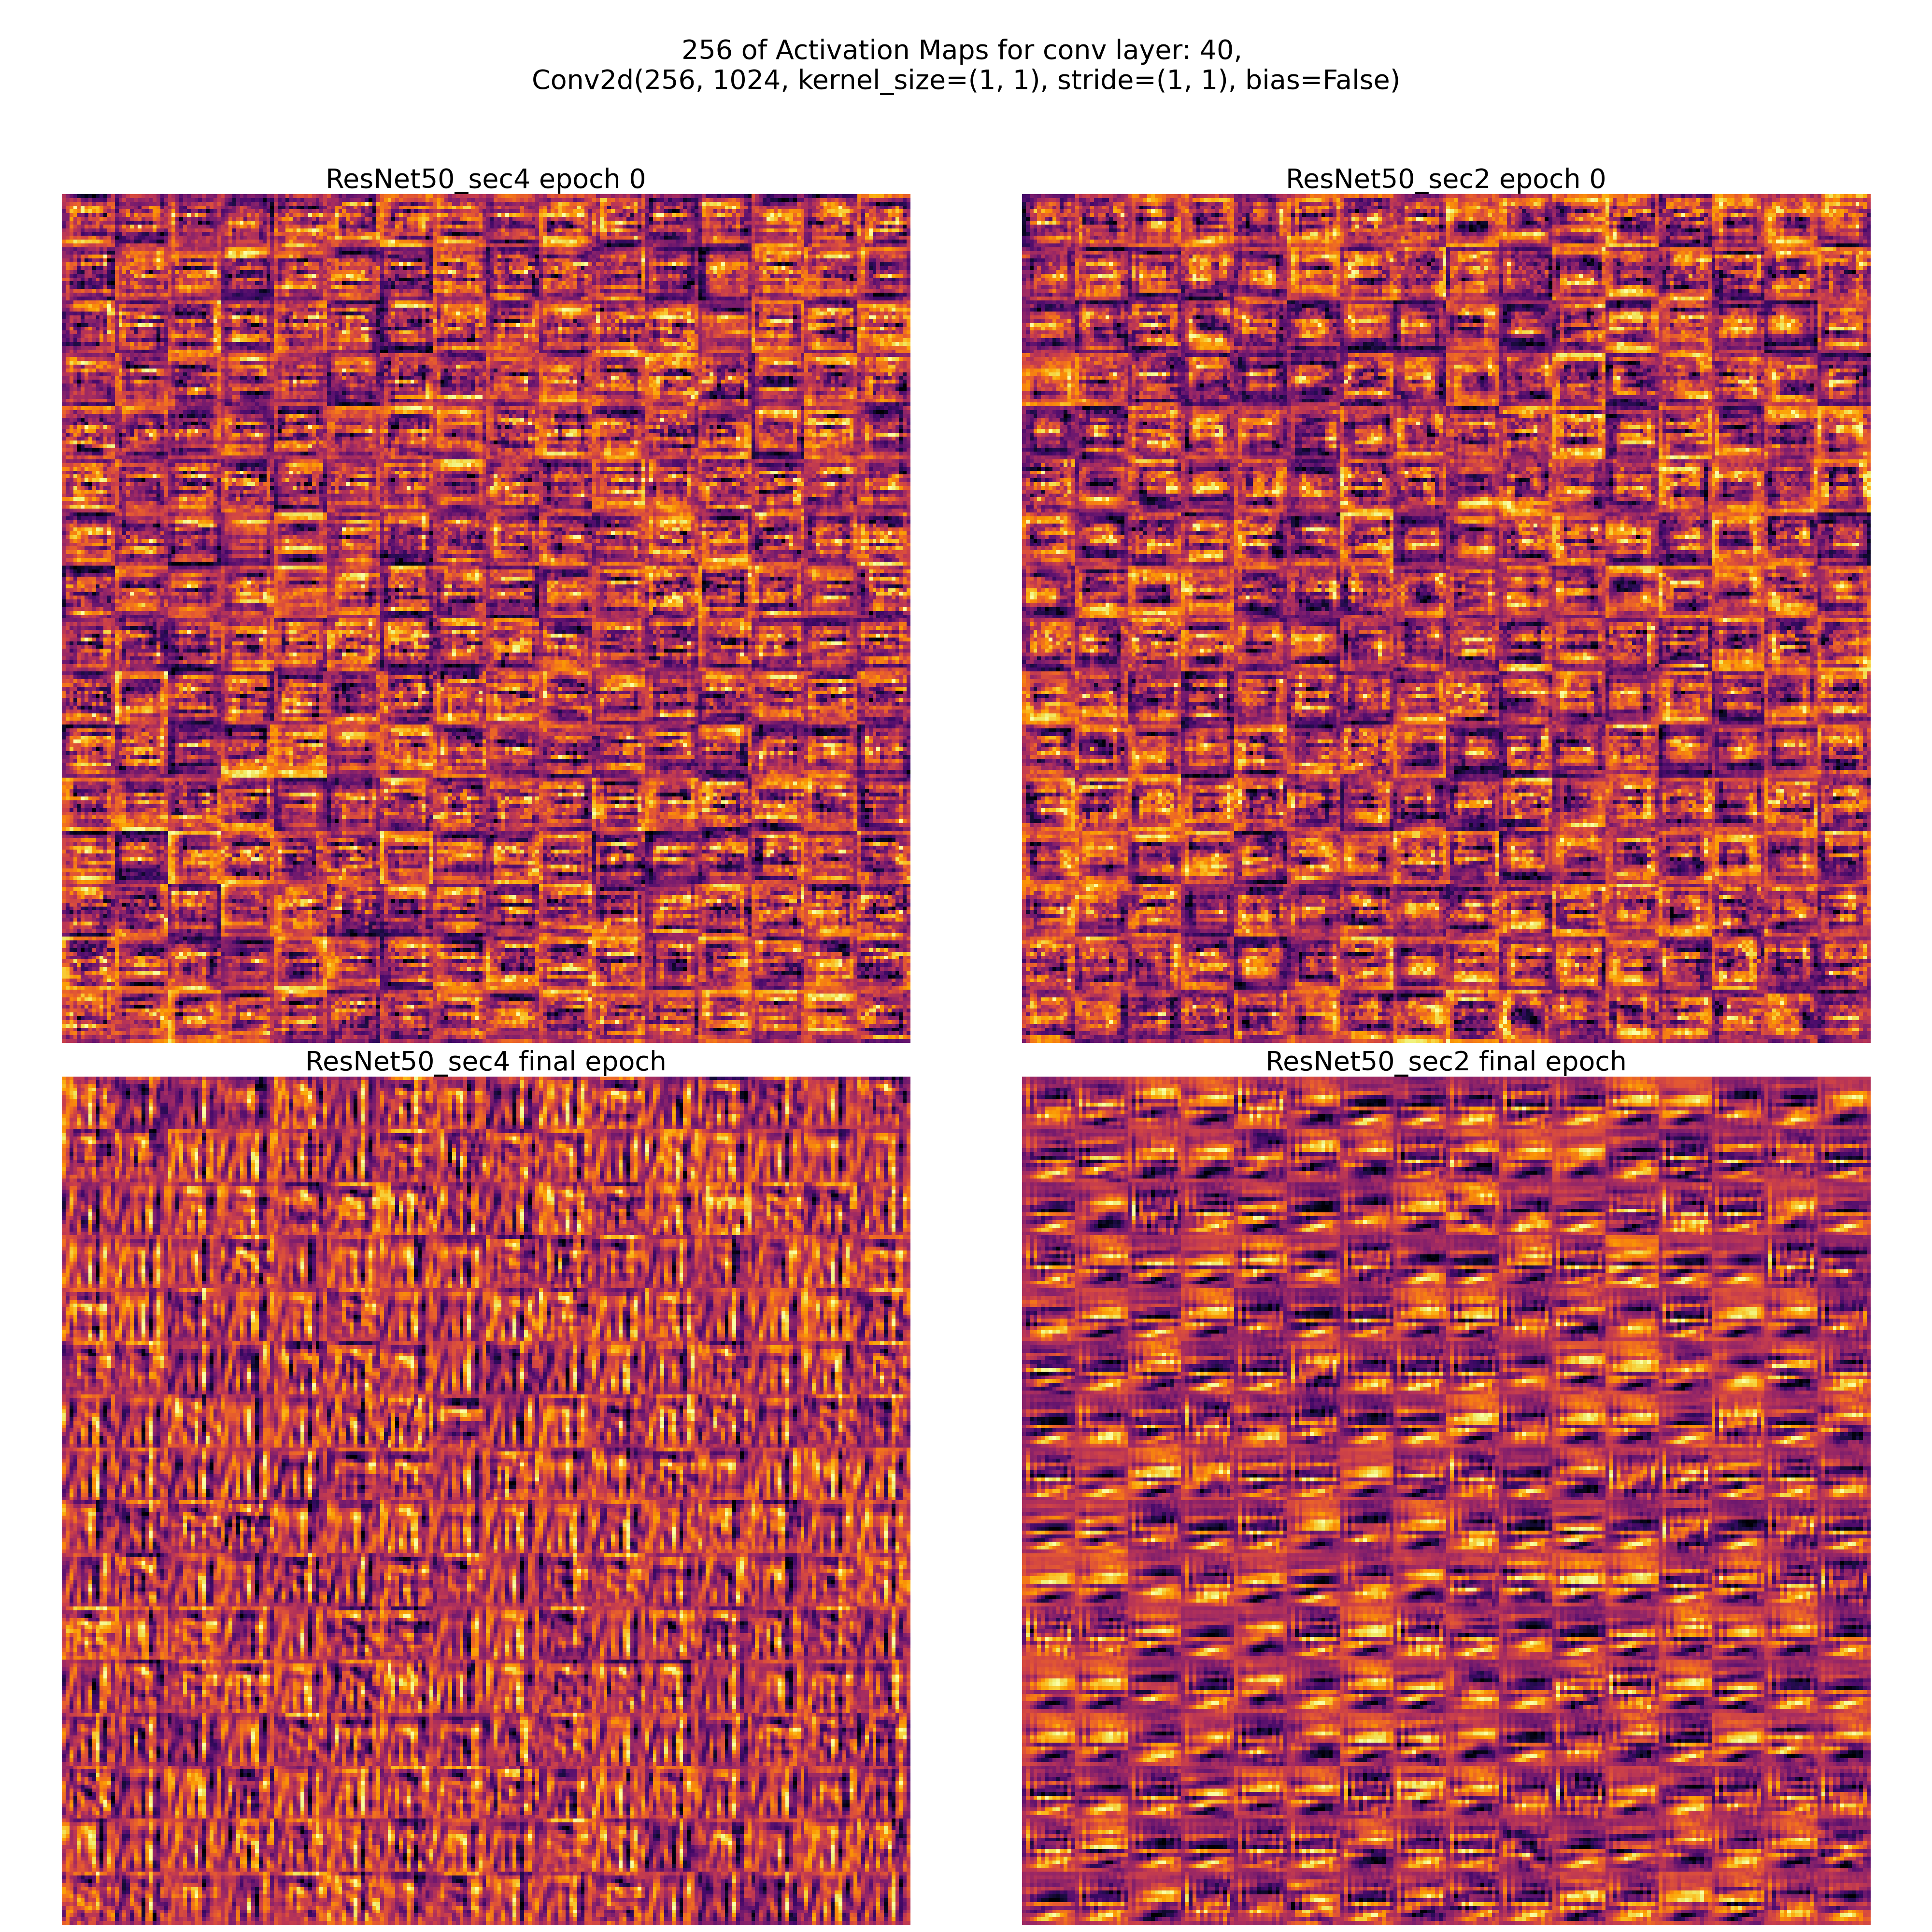 256 of Activation Maps for conv layer: 40,
Conv2d(256, 1024, kernel_size=(1, 1), stride=(1, 1), bias=False)
ResNet50_sec4 epoch 0
ResNet50_sec2 epoch 0
ResNet50_sec4 final epoch
ResNet50_sec2 final epoch